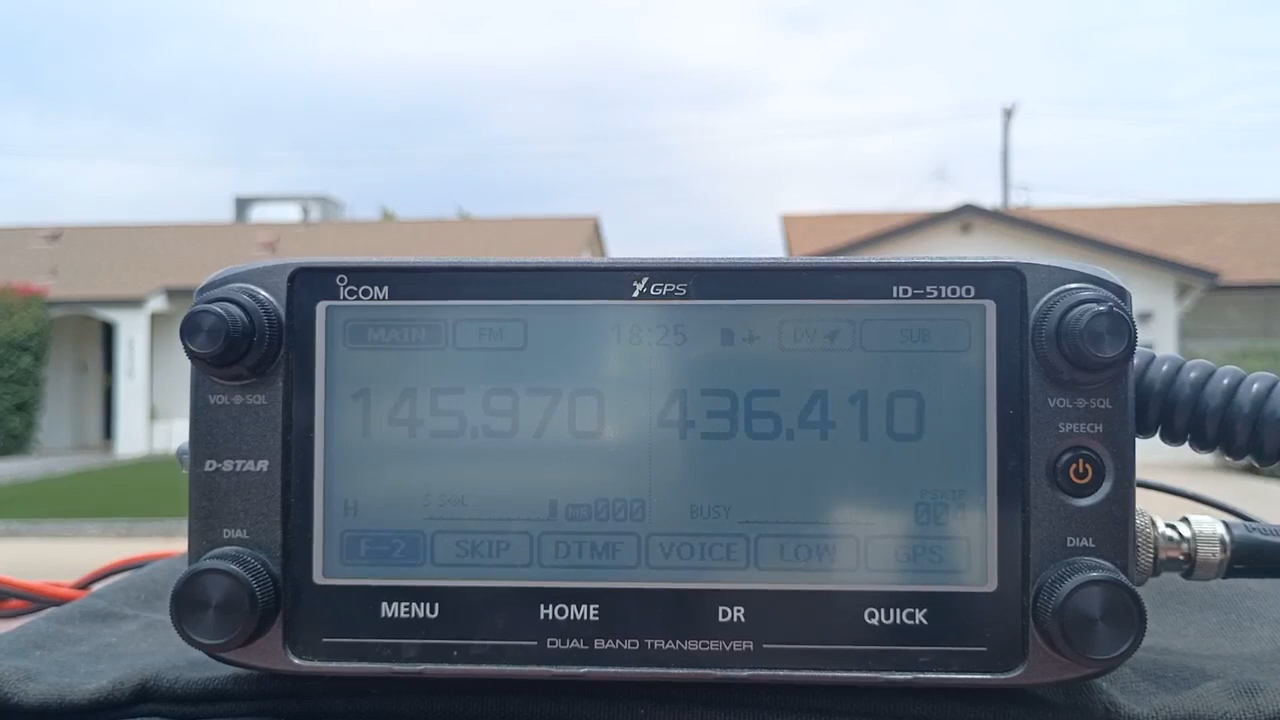 ICOM GPS ID-5100
MAIN FM 18:25 DV SUB
145.970 436.410
VOL SQL VOL SQL
SPEECH
D-STAR
H S SQL MR 000 BUSY PSKIP
DIAL DIAL
F-2 SKIP DTMF VOICE LOW GPS
MENU HOME DR QUICK
DUAL BAND TRANSCEIVER